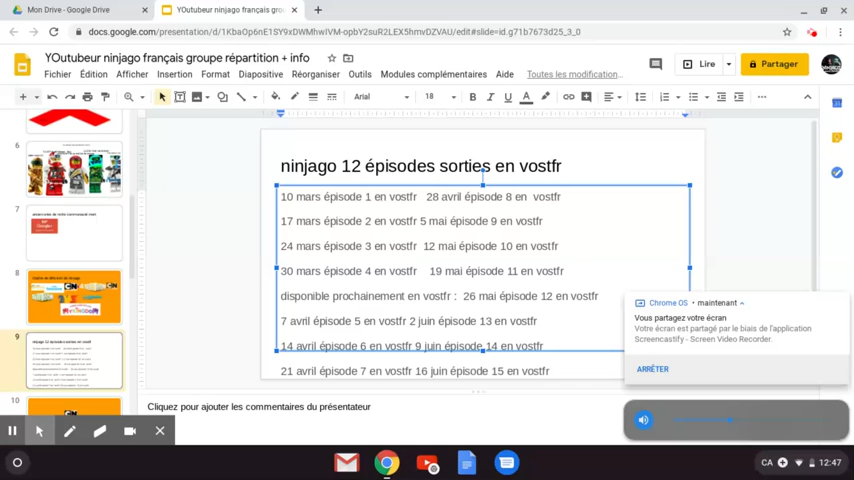 Mon Drive - Google Drive
YOutubeur ninjago français grou
docs.google.com/presentation/d/1KbaOp6nE1SY9xDWMhwIVM-opbY2suR2LEX5hmvDZVAU/edit#slide=id.g71b7673d25_3_0
YOutubeur ninjago français groupe répartition + info
Fichier Édition Afficher Insertion Format Diapositive Réorganiser Outils Modules complémentaires Aide Toutes les modification...
Lire
Partager
Arial
18
6
7
8
9
10
ninjago 12 épisodes sorties en vostfr
10 mars épisode 1 en vostfr 28 avril épisode 8 en vostfr
17 mars épisode 2 en vostfr 5 mai épisode 9 en vostfr
24 mars épisode 3 en vostfr 12 mai épisode 10 en vostfr
30 mars épisode 4 en vostfr 19 mai épisode 11 en vostfr
disponible prochainement en vostfr : 26 mai épisode 12 en vostfr
7 avril épisode 5 en vostfr 2 juin épisode 13 en vostfr
14 avril épisode 6 en vostfr 9 juin épisode 14 en vostfr
21 avril épisode 7 en vostfr 16 juin épisode 15 en vostfr
Chrome OS • maintenant
Vous partagez votre écran
Votre écran est partagé par le biais de l'application
Screencastify - Screen Video Recorder.
ARRÊTER
Cliquez pour ajouter les commentaires du présentateur
CA
12:47